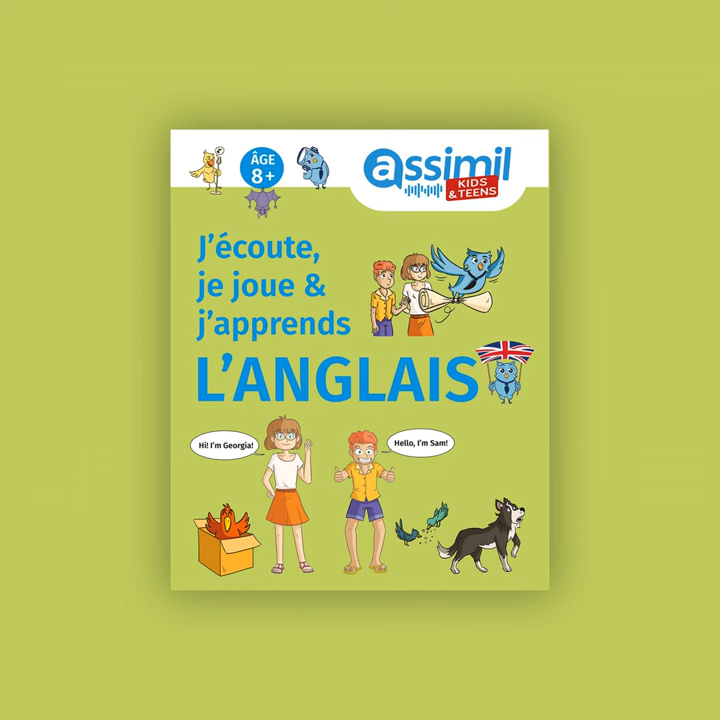 ÂGE
8+
assimil
KIDS
& TEENS
J'écoute,
je joue &
j'apprends
L'ANGLAIS
Hi! I'm Georgia!
Hello, I'm Sam!